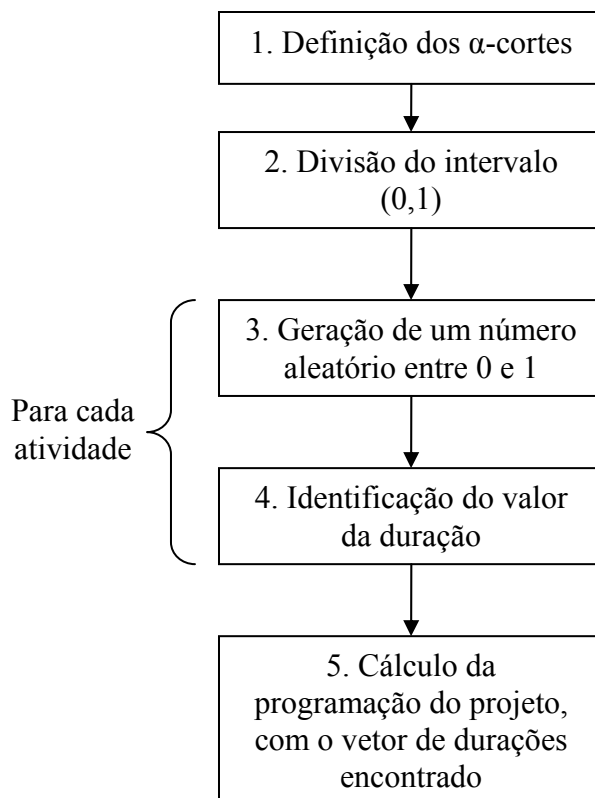 1. Definição dos α-cortes
2. Divisão do intervalo
(0,1)
3. Geração de um número
aleatório entre 0 e 1
Para cada
atividade
4. Identificação do valor
da duração
5. Cálculo da
programação do projeto,
com o vetor de durações
encontrado